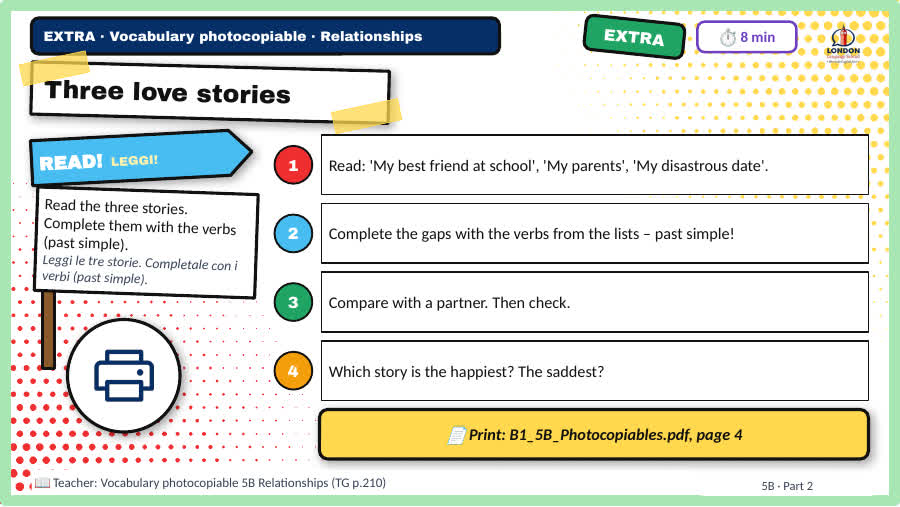 EXTRA · Vocabulary photocopiable · Relationships
EXTRA
⏱️ 8 min
LONDON
Three love stories
READ! LEGGI!
Read the three stories.
Complete them with the verbs
(past simple).
Leggi le tre storie. Completale con i
verbi (past simple).
1
Read: 'My best friend at school', 'My parents', 'My disastrous date'.
2
Complete the gaps with the verbs from the lists – past simple!
3
Compare with a partner. Then check.
4
Which story is the happiest? The saddest?
🧾 Print: B1_5B_Photocopiables.pdf, page 4
📖 Teacher: Vocabulary photocopiable 5B Relationships (TG p.210)
5B · Part 2